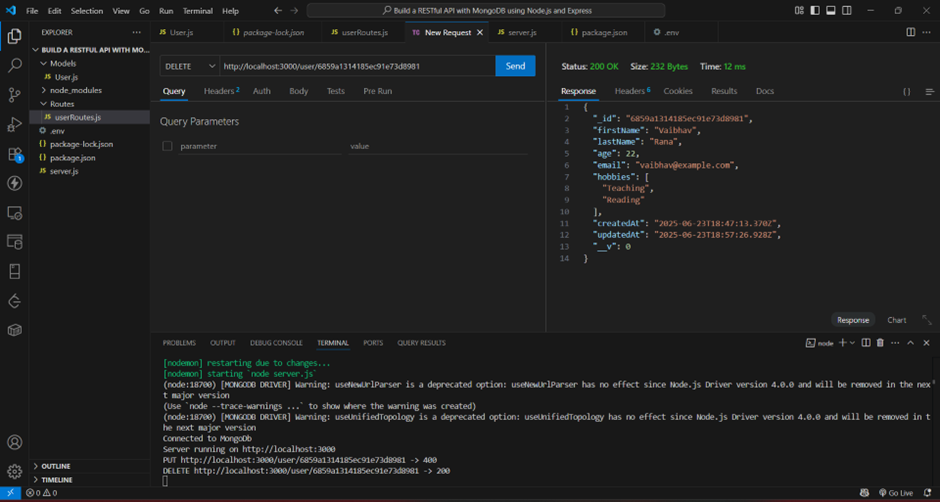 File Edit Selection View Go Run Terminal Help
Build a RESTful API with MongoDB using Node.js and Express
EXPLORER
BUILD A RESTFUL API WITH MO...
Models
JS User.js
node_modules
Routes
JS userRoutes.js
.env
{} package-lock.json
{} package.json
JS server.js
OUTLINE
TIMELINE
1
JS User.js {} package-lock.json JS userRoutes.js TC New Request JS server.js {} package.json .env
DELETE http://localhost:3000/user/6859a1314185ec91e73d8981 Send
Query Headers 2 Auth Body Tests Pre Run
Query Parameters
parameter value
Status: 200 OK Size: 232 Bytes Time: 12 ms
Response Headers 6 Cookies Results Docs {}
1 {
2 "_id": "6859a1314185ec91e73d8981",
3 "firstName": "Vaibhav",
4 "lastName": "Rana",
5 "age": 22,
6 "email": "vaibhav@example.com",
7 "hobbies": [
8 "Teaching",
9 "Reading"
10 ],
11 "createdAt": "2025-06-23T18:47:13.370Z",
12 "updatedAt": "2025-06-23T18:57:26.928Z",
13 "__v": 0
14 }
Response Chart
PROBLEMS OUTPUT DEBUG CONSOLE TERMINAL PORTS QUERY RESULTS
node
[nodemon] restarting due to changes...
[nodemon] starting `node server.js`
(node:18700) [MONGODB DRIVER] Warning: useNewUrlParser is a deprecated option: useNewUrlParser has no effect since Node.js Driver version 4.0.0 and will be removed in the nex
t major version
(Use `node --trace-warnings ...` to show where the warning was created)
(node:18700) [MONGODB DRIVER] Warning: useUnifiedTopology is a deprecated option: useUnifiedTopology has no effect since Node.js Driver version 4.0.0 and will be removed in t
he next major version
Connected to MongoDb
Server running on http://localhost:3000
PUT http://localhost:3000/user/6859a1314185ec91e73d8981 -> 400
DELETE http://localhost:3000/user/6859a1314185ec91e73d8981 -> 200
0 0 Go Live